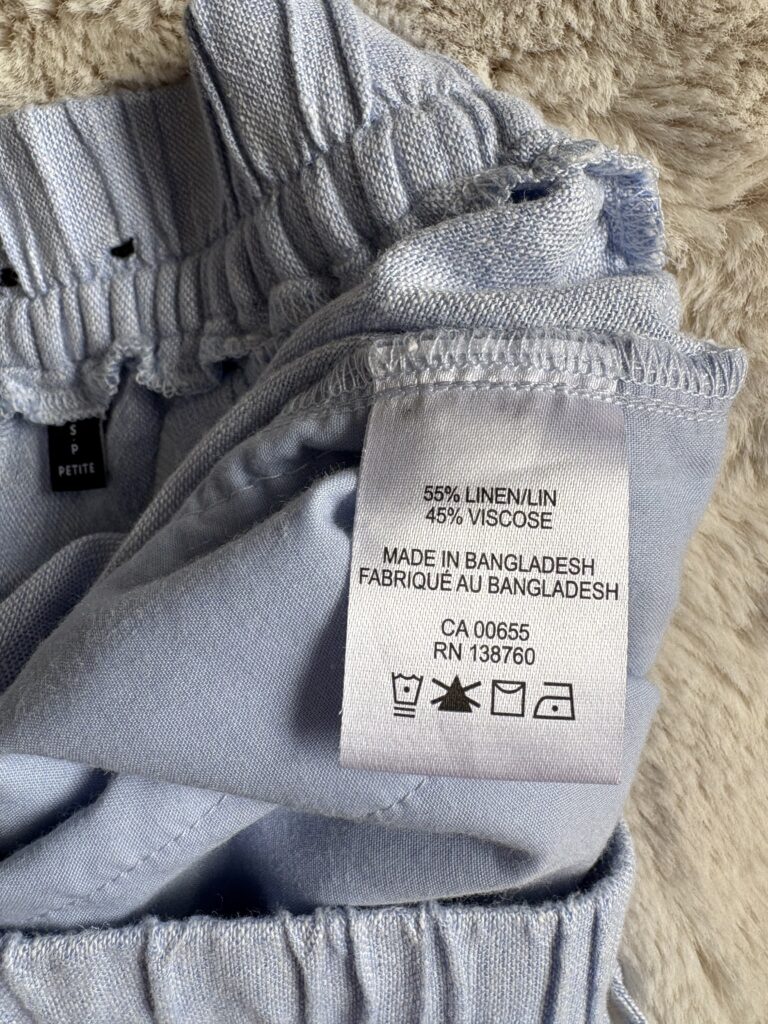 S
P
PETITE
55% LINEN/LIN
45% VISCOSE
MADE IN BANGLADESH
FABRIQUÉ AU BANGLADESH
CA 00655
RN 138760